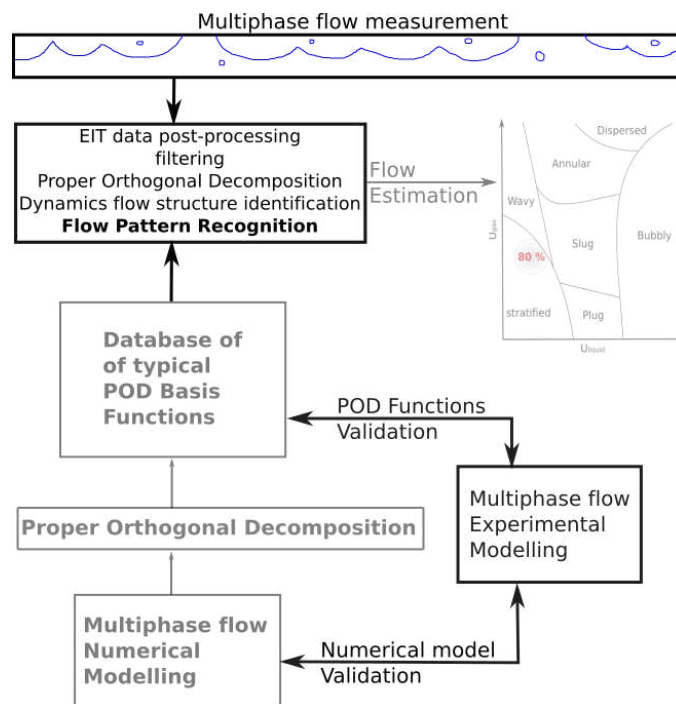 Multiphase flow measurement
EIT data post-processing
filtering
Proper Orthogonal Decomposition
Dynamics flow structure identification
Flow Pattern Recognition
Flow
Estimation
Dispersed
Annular
Wavy
Ugas
Slug
Bubbly
80 %
stratified
Plug
Uliquid
Database of
of typical
POD Basis
Functions
POD Functions
Validation
Multiphase flow
Experimental
Modelling
Proper Orthogonal Decomposition
Multiphase flow
Numerical
Modelling
Numerical model
Validation